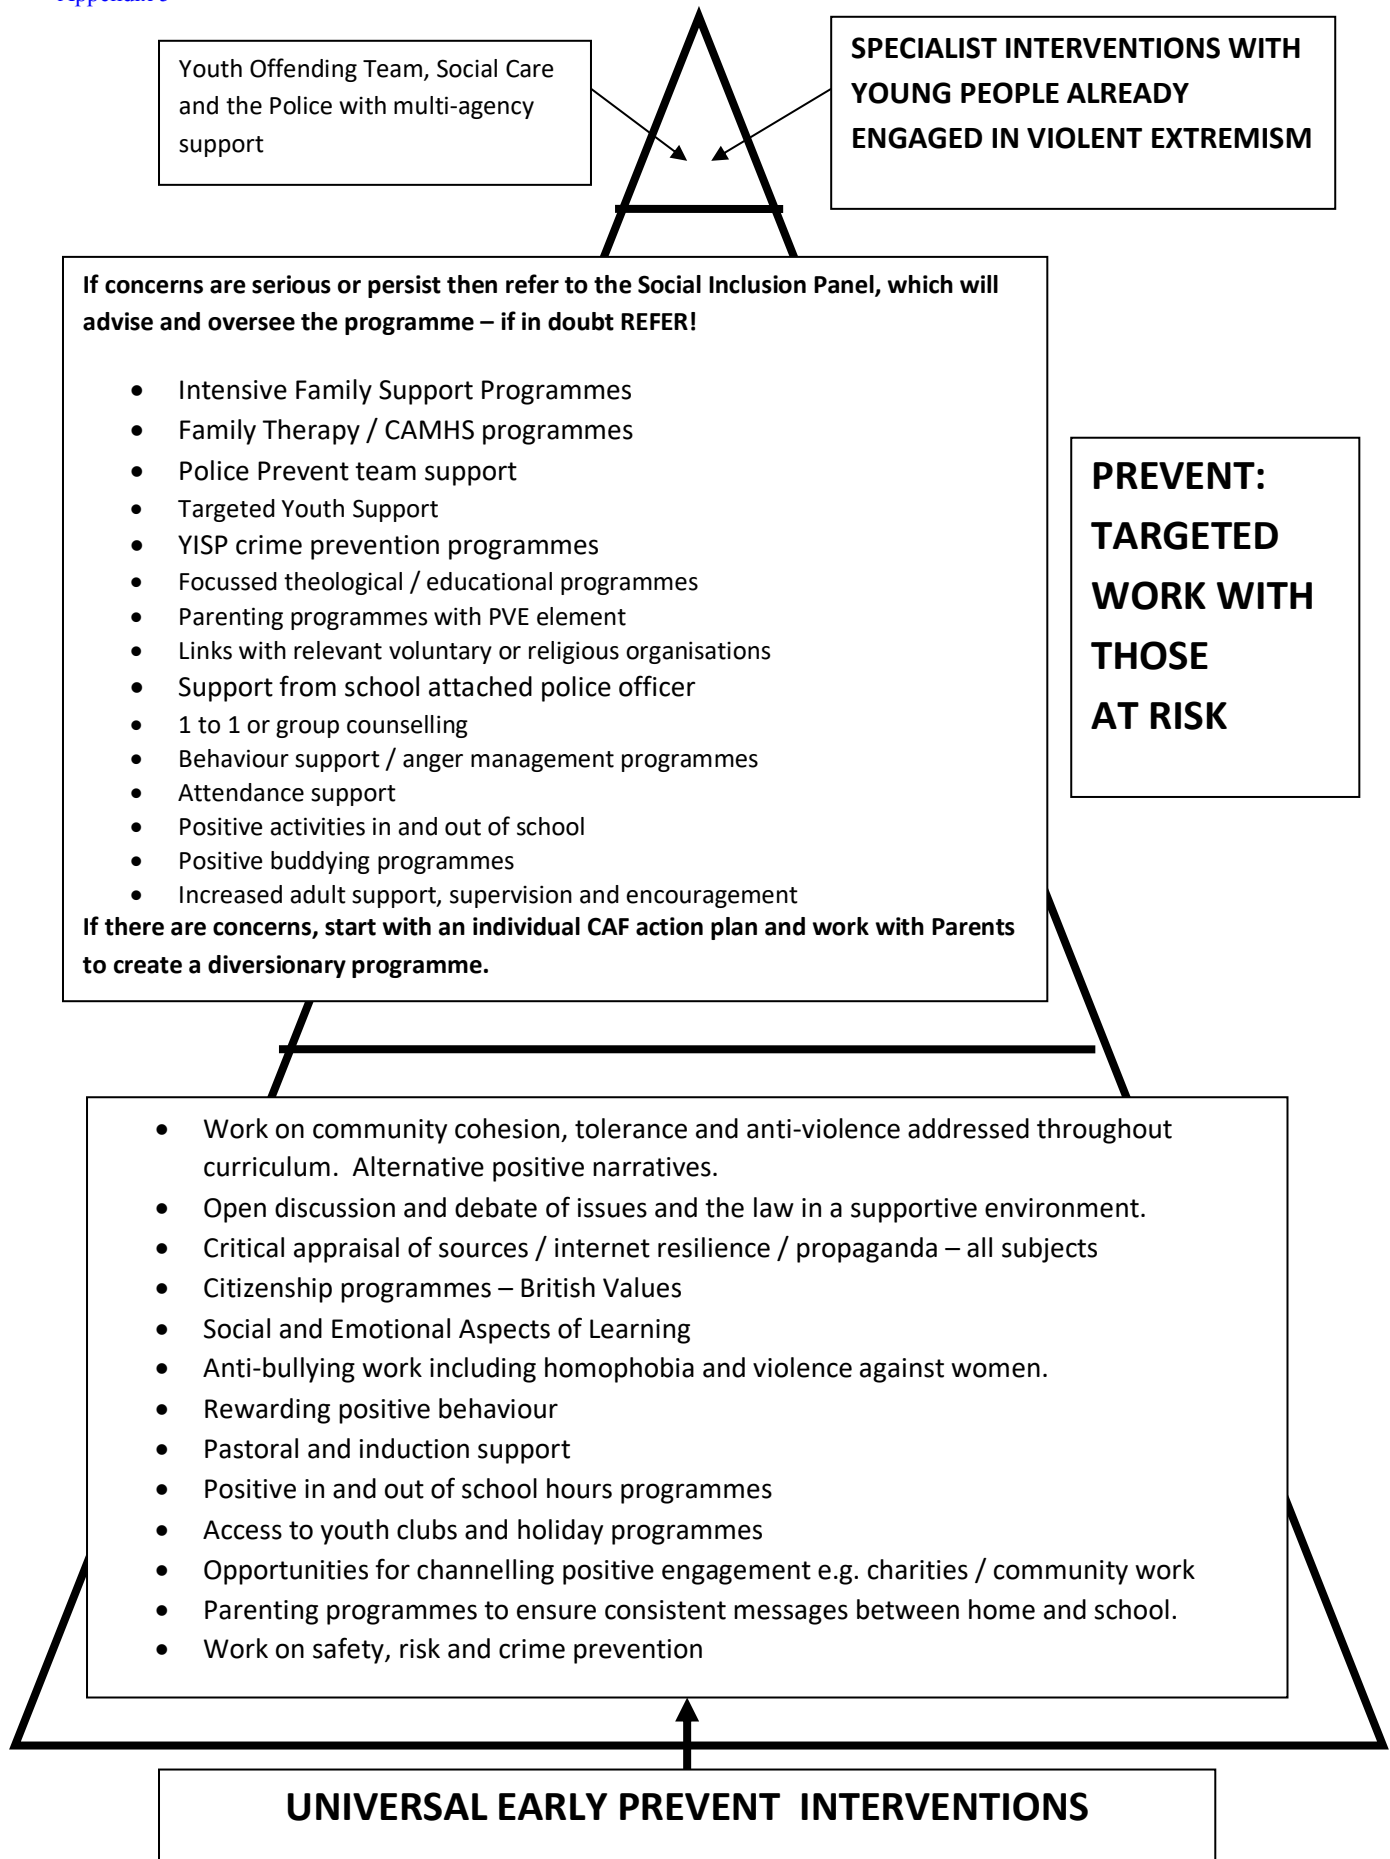 Youth Offending Team, Social Care
and the Police with multi-agency
support
SPECIALIST INTERVENTIONS WITH
YOUNG PEOPLE ALREADY
ENGAGED IN VIOLENT EXTREMISM
If concerns are serious or persist then refer to the Social Inclusion Panel, which will
advise and oversee the programme – if in doubt REFER!
• Intensive Family Support Programmes
• Family Therapy / CAMHS programmes
• Police Prevent team support
• Targeted Youth Support
• YISP crime prevention programmes
• Focussed theological / educational programmes
• Parenting programmes with PVE element
• Links with relevant voluntary or religious organisations
• Support from school attached police officer
• 1 to 1 or group counselling
• Behaviour support / anger management programmes
• Attendance support
• Positive activities in and out of school
• Positive buddying programmes
• Increased adult support, supervision and encouragement
If there are concerns, start with an individual CAF action plan and work with Parents
to create a diversionary programme.
PREVENT:
TARGETED
WORK WITH
THOSE
AT RISK
• Work on community cohesion, tolerance and anti-violence addressed throughout
curriculum.  Alternative positive narratives.
• Open discussion and debate of issues and the law in a supportive environment.
• Critical appraisal of sources / internet resilience / propaganda – all subjects
• Citizenship programmes – British Values
• Social and Emotional Aspects of Learning
• Anti-bullying work including homophobia and violence against women.
• Rewarding positive behaviour
• Pastoral and induction support
• Positive in and out of school hours programmes
• Access to youth clubs and holiday programmes
• Opportunities for channelling positive engagement e.g. charities / community work
• Parenting programmes to ensure consistent messages between home and school.
• Work on safety, risk and crime prevention
UNIVERSAL EARLY PREVENT  INTERVENTIONS